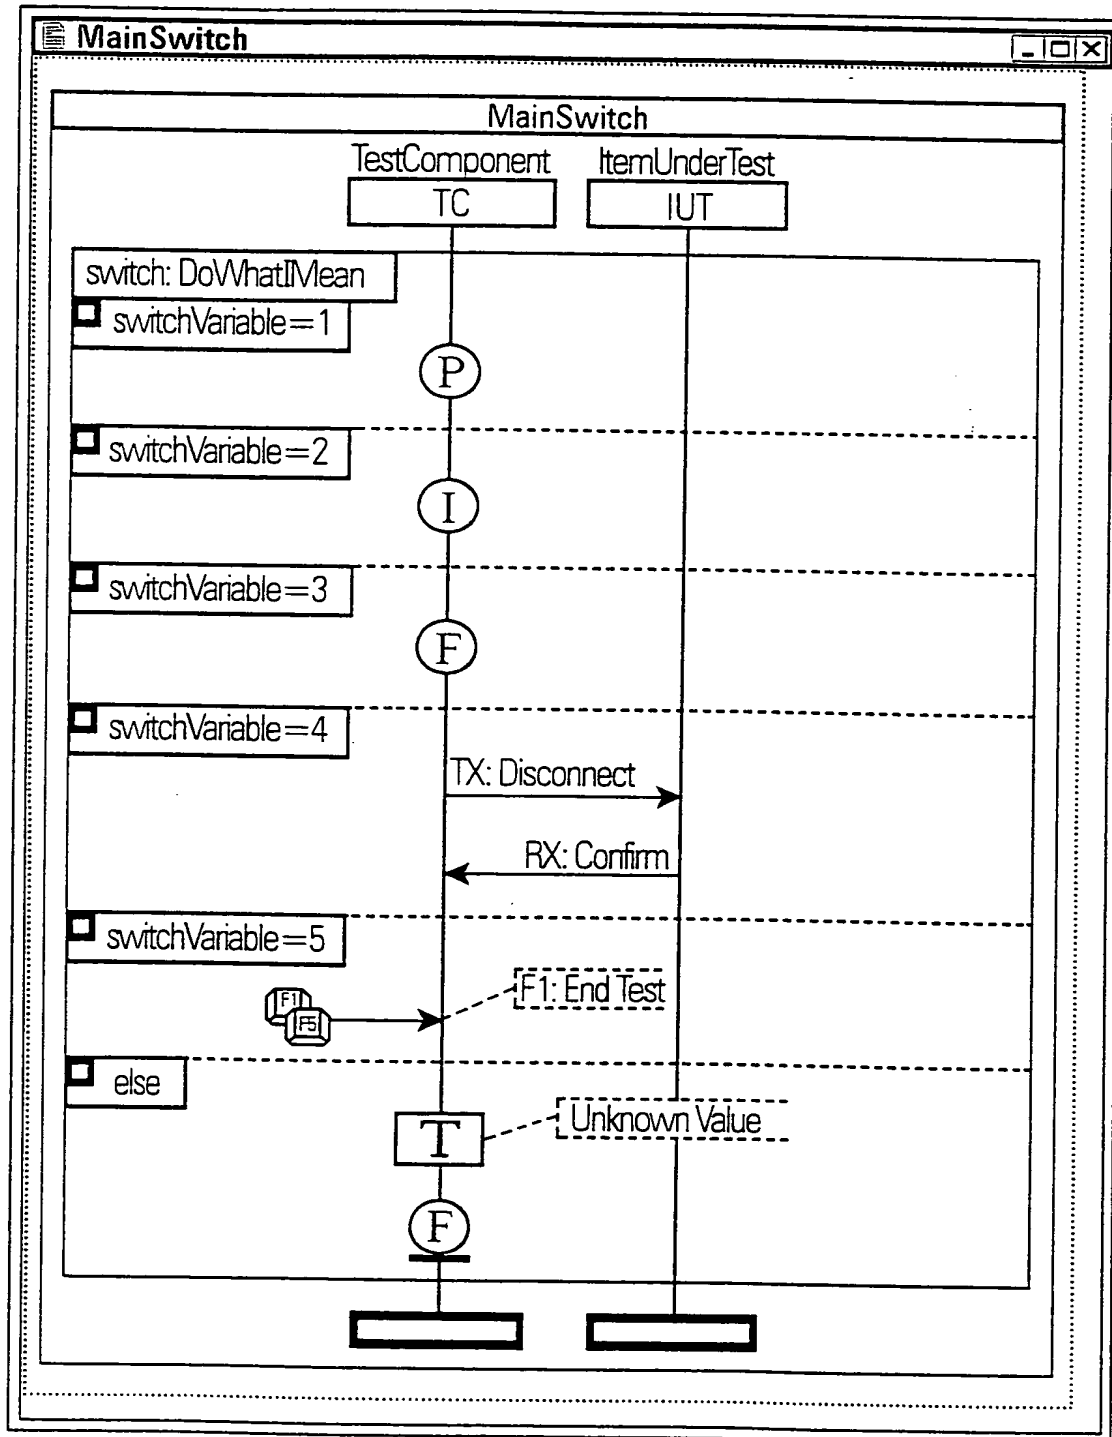 MainSwitch
MainSwitch
TestComponent ItemUnderTest
TC IUT
switch: DoWhatIMean
switchVariable=1
P
switchVariable=2
I
switchVariable=3
F
switchVariable=4
TX: Disconnect
RX: Confirm
switchVariable=5
F1: End Test
F1
F5
else
Unknown Value
T
F